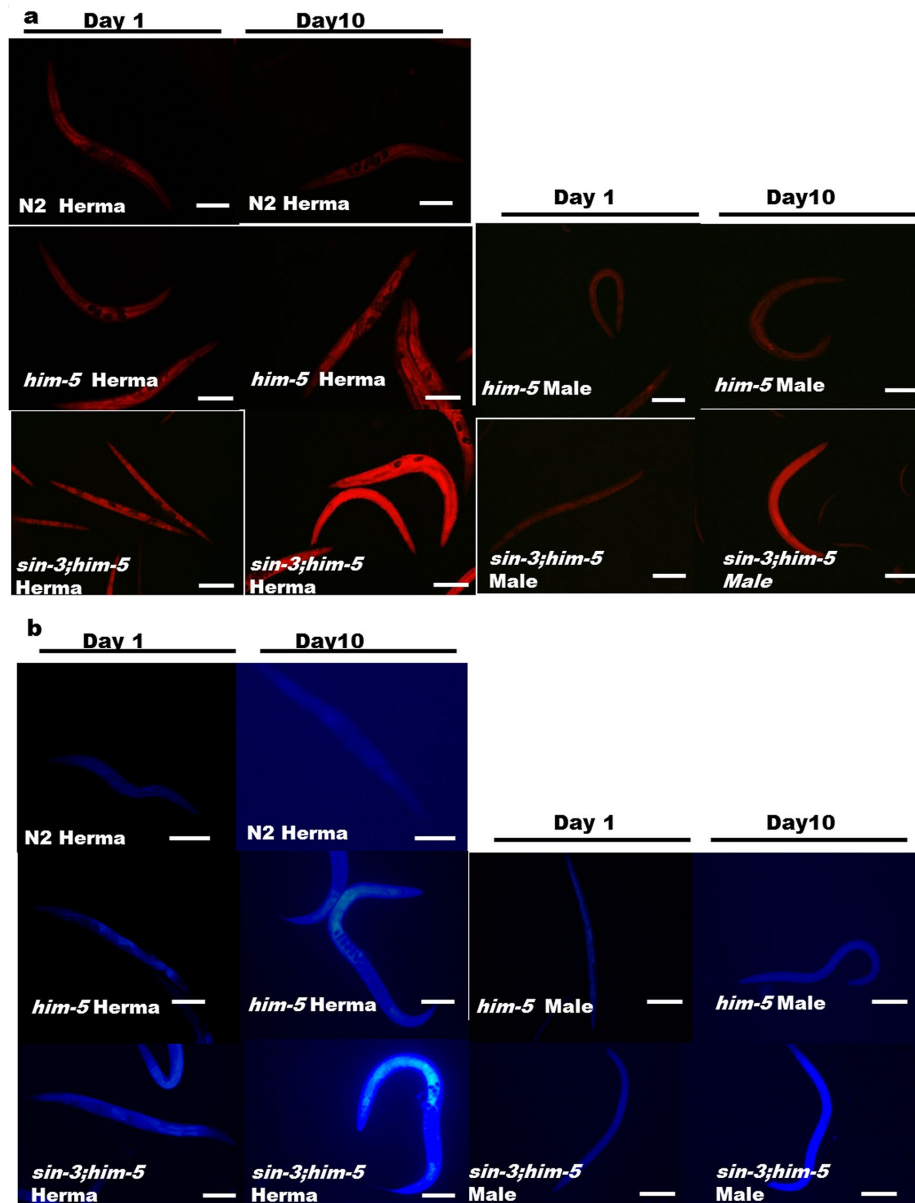 a
Day 1 Day10
N2 Herma N2 Herma
Day 1 Day10
him-5 Herma him-5 Herma him-5 Male him-5 Male
sin-3;him-5 sin-3;him-5 sin-3;him-5 sin-3;him-5
Herma Herma Male Male
b
Day 1 Day10
N2 Herma N2 Herma
Day 1 Day10
him-5 Herma him-5 Herma him-5 Male him-5 Male
sin-3;him-5 sin-3;him-5 sin-3;him-5 sin-3;him-5
Herma Herma Male Male